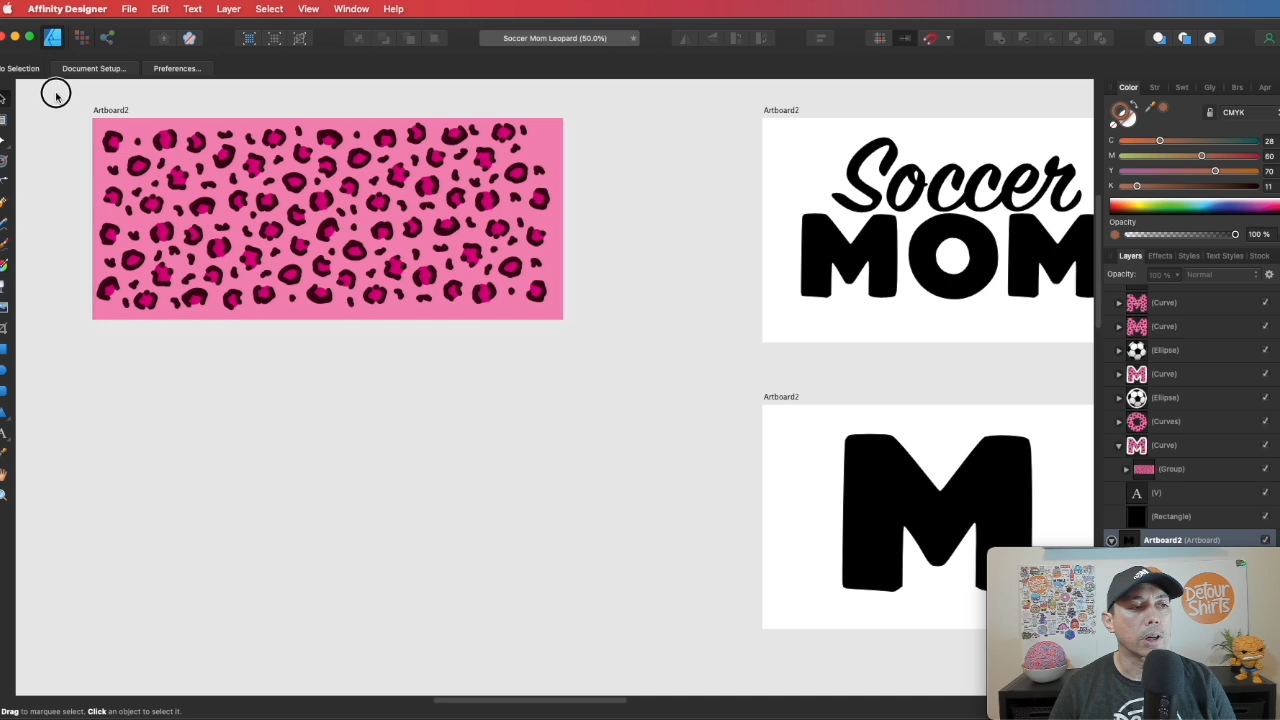 Affinity Designer File Edit Text Layer Select View Window Help
Soccer Mom Leopard (50.0%)
o Selection Document Setup... Preferences...
Color Str Swt Gly Brs Apr
CMYK
C 28
M 60
Y 70
K 11
Opacity
100 %
Layers Effects Styles Text Styles Stock
Opacity: 100 % Normal
(Curve)
(Curve)
(Ellipse)
(Curve)
(Ellipse)
(Curves)
(Curve)
(Group)
A (V)
(Rectangle)
Artboard2 (Artboard)
Artboard2
Artboard2
Soccer
MOM
Artboard2
M
DeTour
SHIRTS
Drag to marquee select. Click an object to select it.